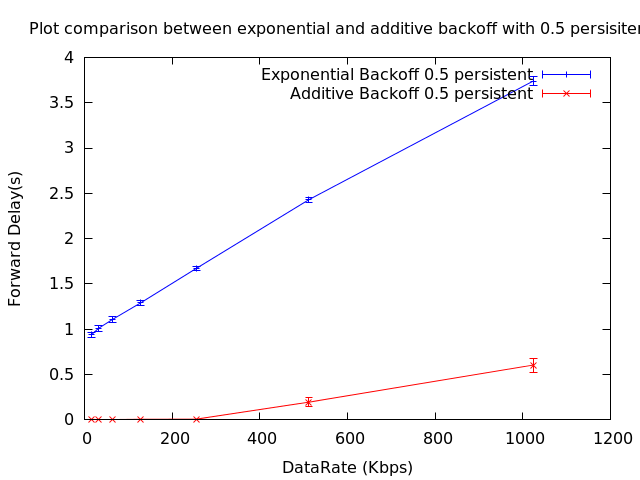 Plot comparison between exponential and additive backoff with 0.5 persisiten
Exponential Backoff 0.5 persistent
Additive Backoff 0.5 persistent
4
3.5
3
2.5
2
1.5
1
0.5
0
Forward Delay(s)
0 200 400 600 800 1000 1200
DataRate (Kbps)